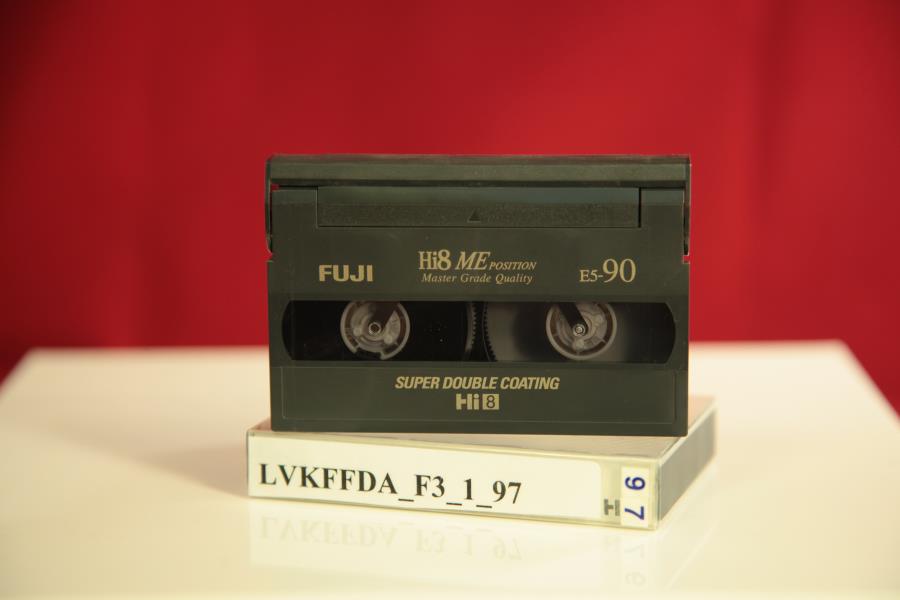 Hi8 ME POSITION
Master Grade Quality
FUJI
E5-90
SUPER DOUBLE COATING
Hi8
LVKFFDA_F3_1_97
97
H